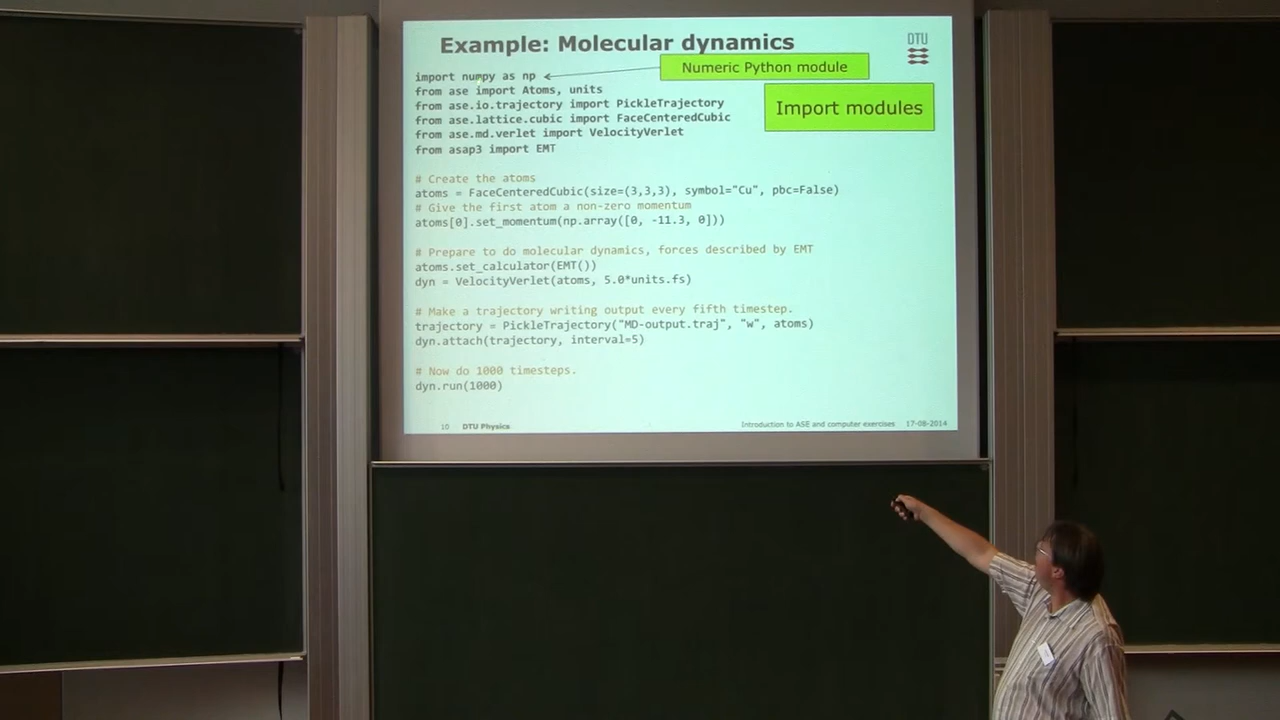 Example: Molecular dynamics
DTU
import numpy as np
Numeric Python module
from ase import Atoms, units
from ase.io.trajectory import PickleTrajectory
Import modules
from ase.lattice.cubic import FaceCenteredCubic
from ase.md.verlet import VelocityVerlet
from asap3 import EMT
# Create the atoms
atoms = FaceCenteredCubic(size=(3,3,3), symbol="Cu", pbc=False)
# Give the first atom a non-zero momentum
atoms[0].set_momentum(np.array([0, -11.3, 0]))
# Prepare to do molecular dynamics, forces described by EMT
atoms.set_calculator(EMT())
dyn = VelocityVerlet(atoms, 5.0*units.fs)
# Make a trajectory writing output every fifth timestep.
trajectory = PickleTrajectory("MD-output.traj", "w", atoms)
dyn.attach(trajectory, interval=5)
# Now do 1000 timesteps.
dyn.run(1000)
10 DTU Physics
Introduction to ASE and computer exercises 17-08-2014